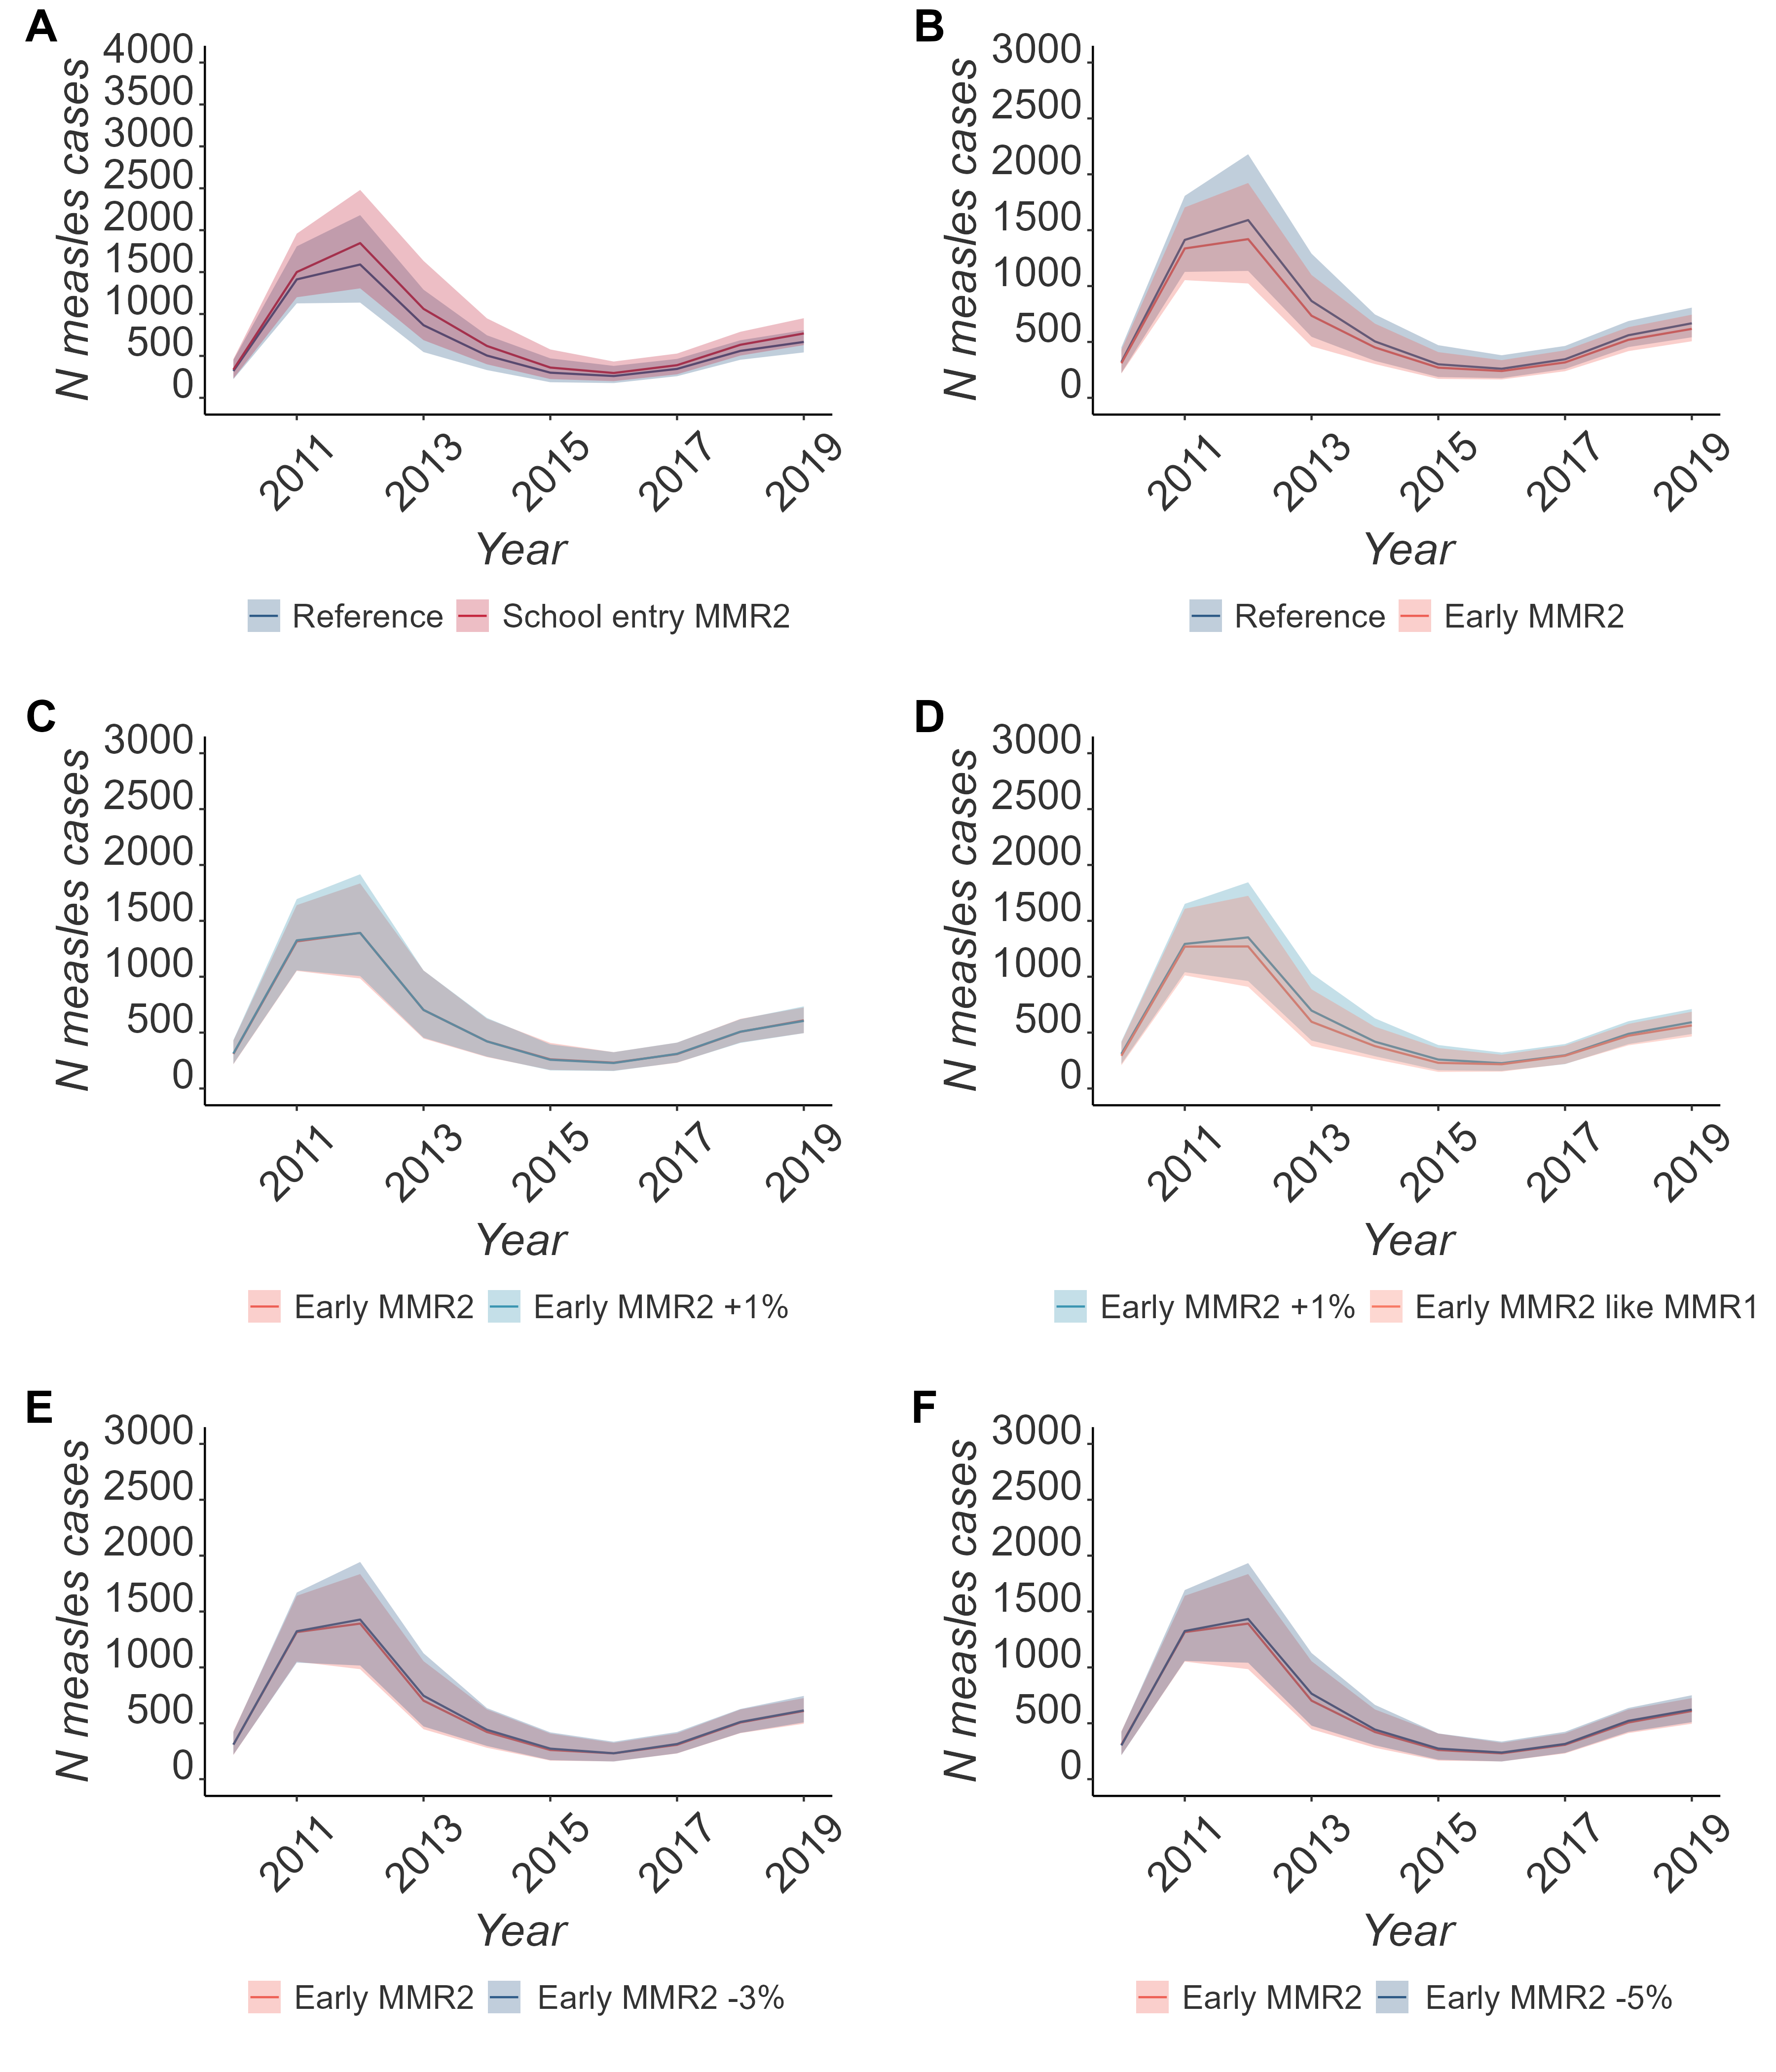 A
N measles cases
4000
3500
3000
2500
2000
1500
1000
500
0
2011 2013 2015 2017 2019
Year
Reference School entry MMR2
B
N measles cases
3000
2500
2000
1500
1000
500
0
2011 2013 2015 2017 2019
Year
Reference Early MMR2
C
N measles cases
3000
2500
2000
1500
1000
500
0
2011 2013 2015 2017 2019
Year
Early MMR2 Early MMR2 +1%
D
N measles cases
3000
2500
2000
1500
1000
500
0
2011 2013 2015 2017 2019
Year
Early MMR2 +1% Early MMR2 like MMR1
E
N measles cases
3000
2500
2000
1500
1000
500
0
2011 2013 2015 2017 2019
Year
Early MMR2 Early MMR2 -3%
F
N measles cases
3000
2500
2000
1500
1000
500
0
2011 2013 2015 2017 2019
Year
Early MMR2 Early MMR2 -5%